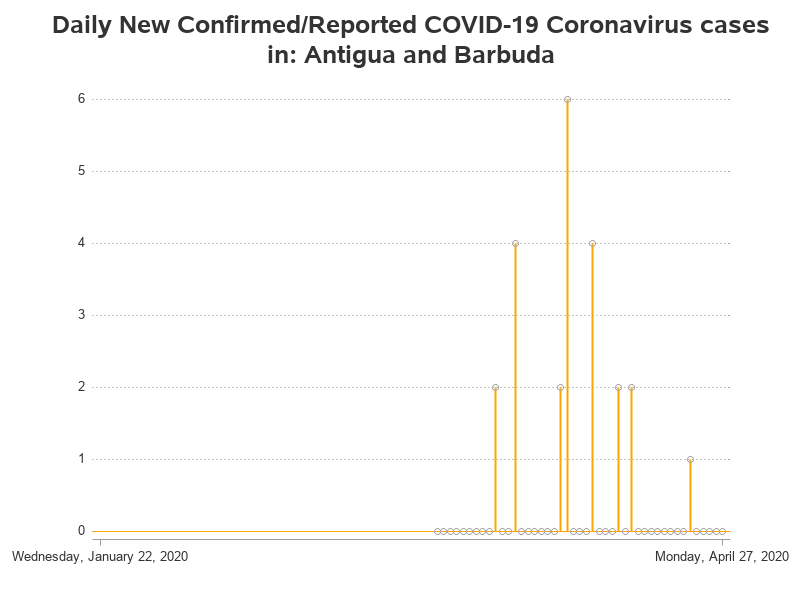 Daily New Confirmed/Reported COVID-19 Coronavirus cases
in: Antigua and Barbuda
6
5
4
3
2
1
0
Wednesday, January 22, 2020
Monday, April 27, 2020